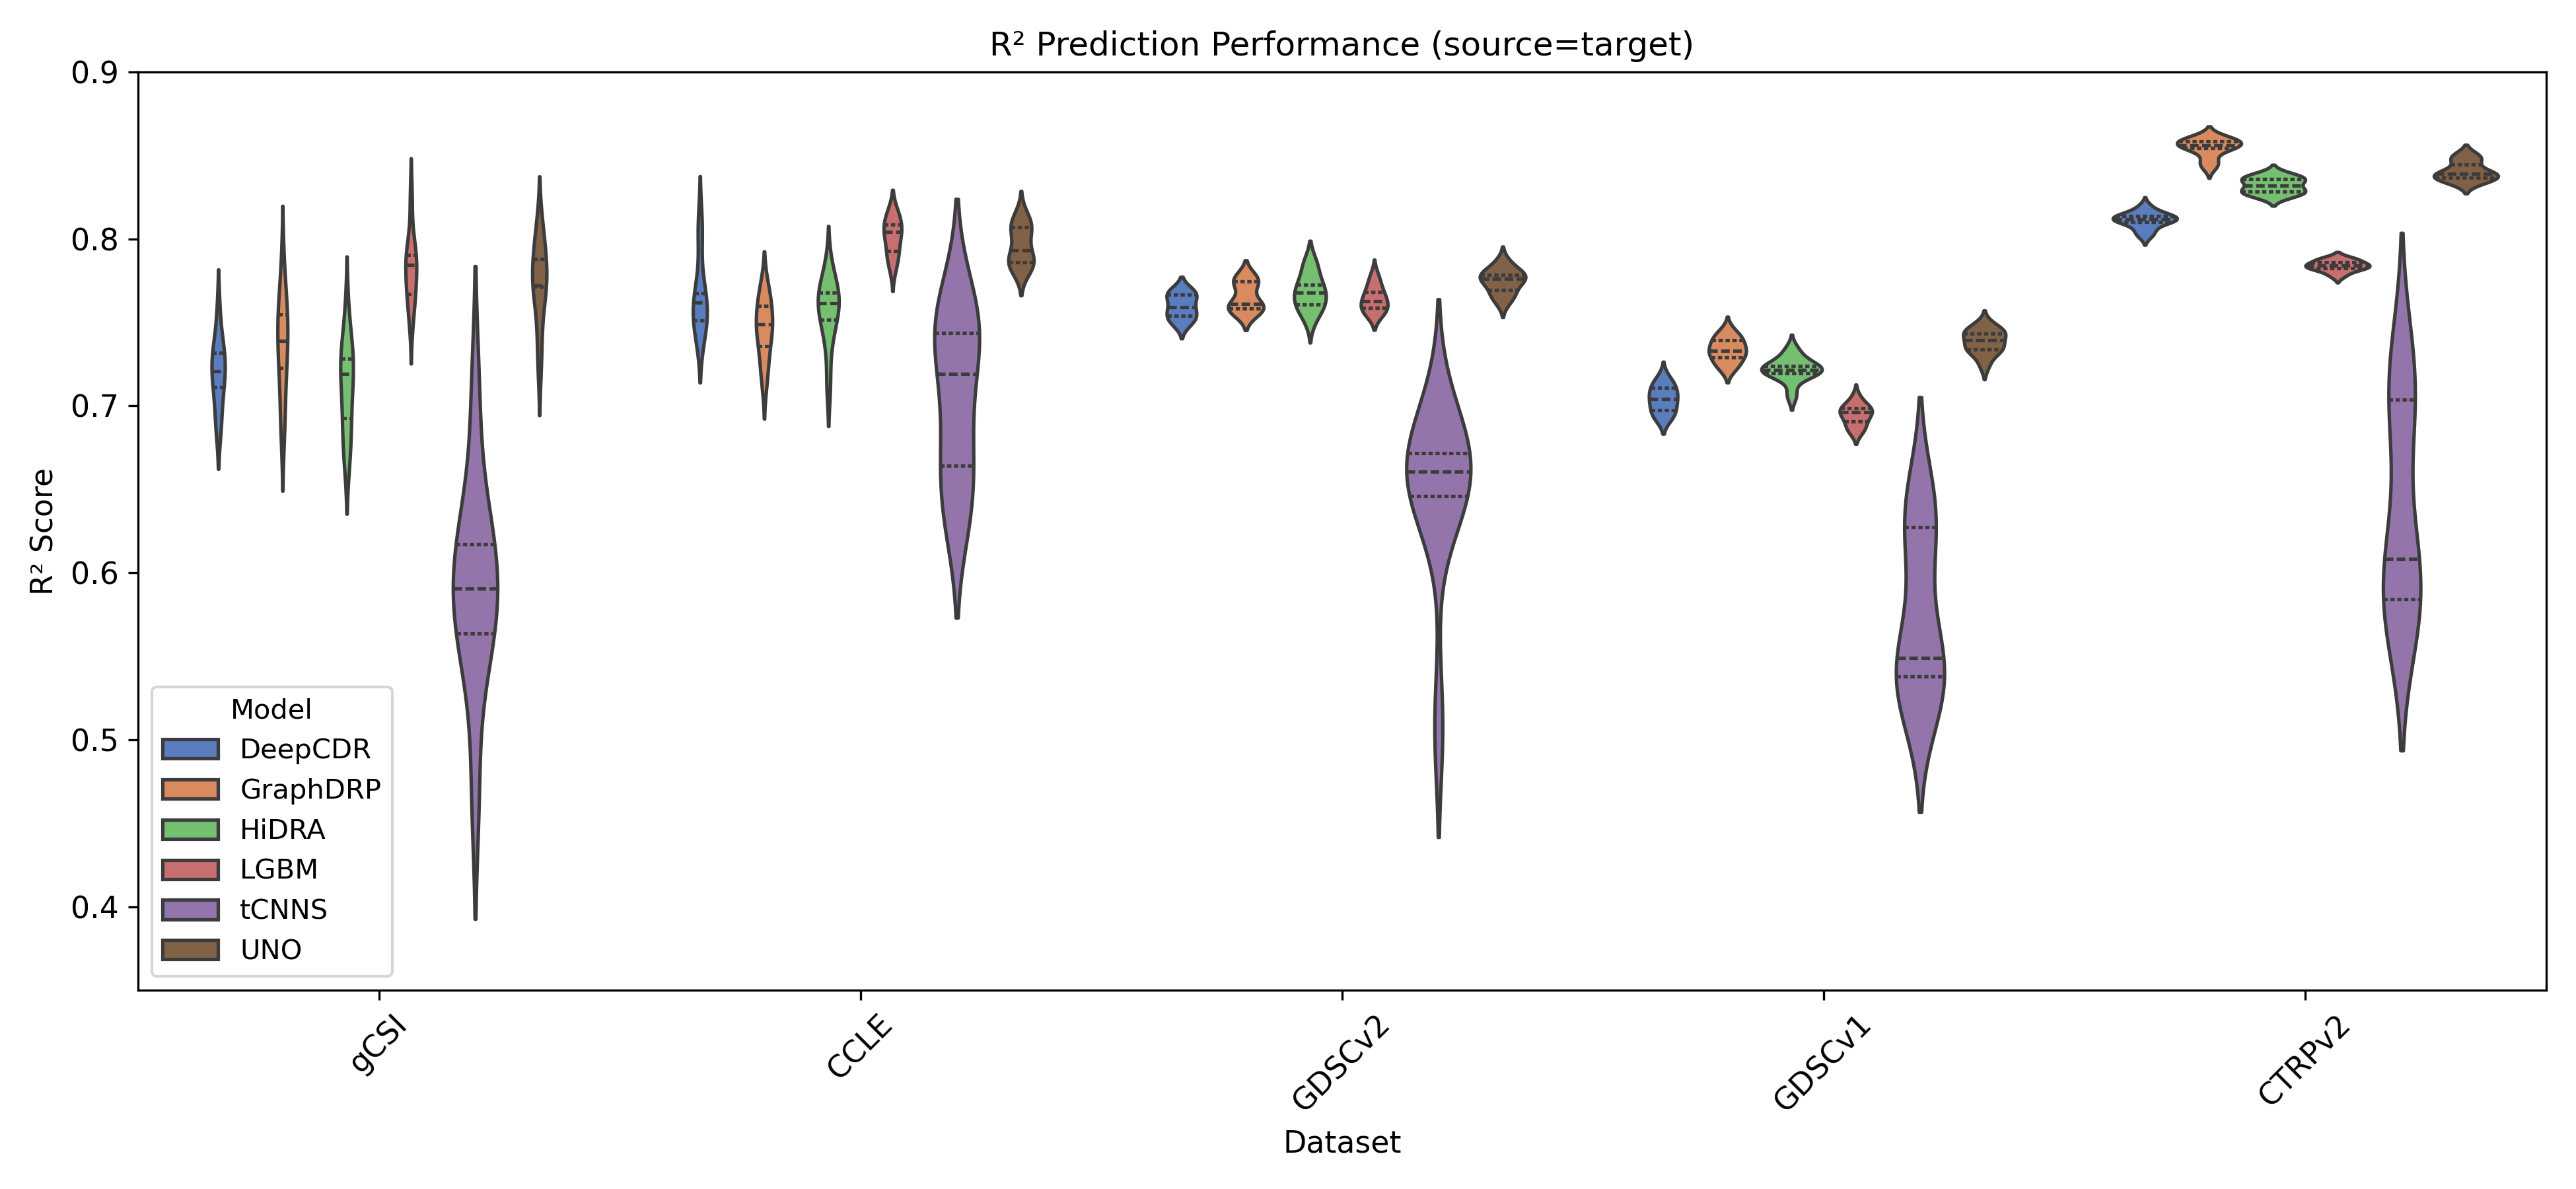 R² Prediction Performance (source=target)
R² Score
0.9
0.8
0.7
0.6
0.5
0.4
Model
DeepCDR
GraphDRP
HiDRA
LGBM
tCNNS
UNO
gCSI
CCLE
GDSCv2
GDSCv1
CTRPv2
Dataset